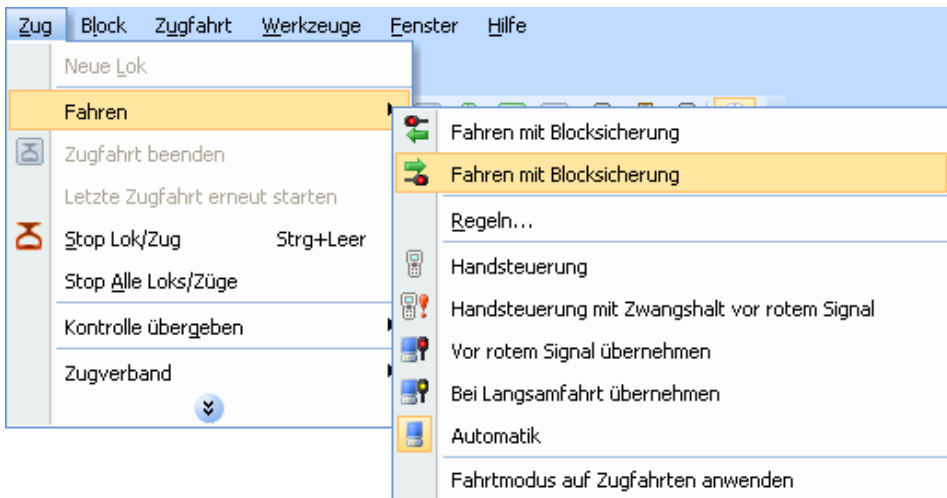 Zug Block Zugfahrt Werkzeuge Fenster Hilfe
Neue Lok
Fahren
Zugfahrt beenden
Letzte Zugfahrt erneut starten
Stop Lok/Zug Strg+Leer
Stop Alle Loks/Züge
Kontrolle übergeben
Zugverband
Fahren mit Blocksicherung
Fahren mit Blocksicherung
Regeln...
Handsteuerung
Handsteuerung mit Zwangshalt vor rotem Signal
Vor rotem Signal übernehmen
Bei Langsamfahrt übernehmen
Automatik
Fahrtmodus auf Zugfahrten anwenden